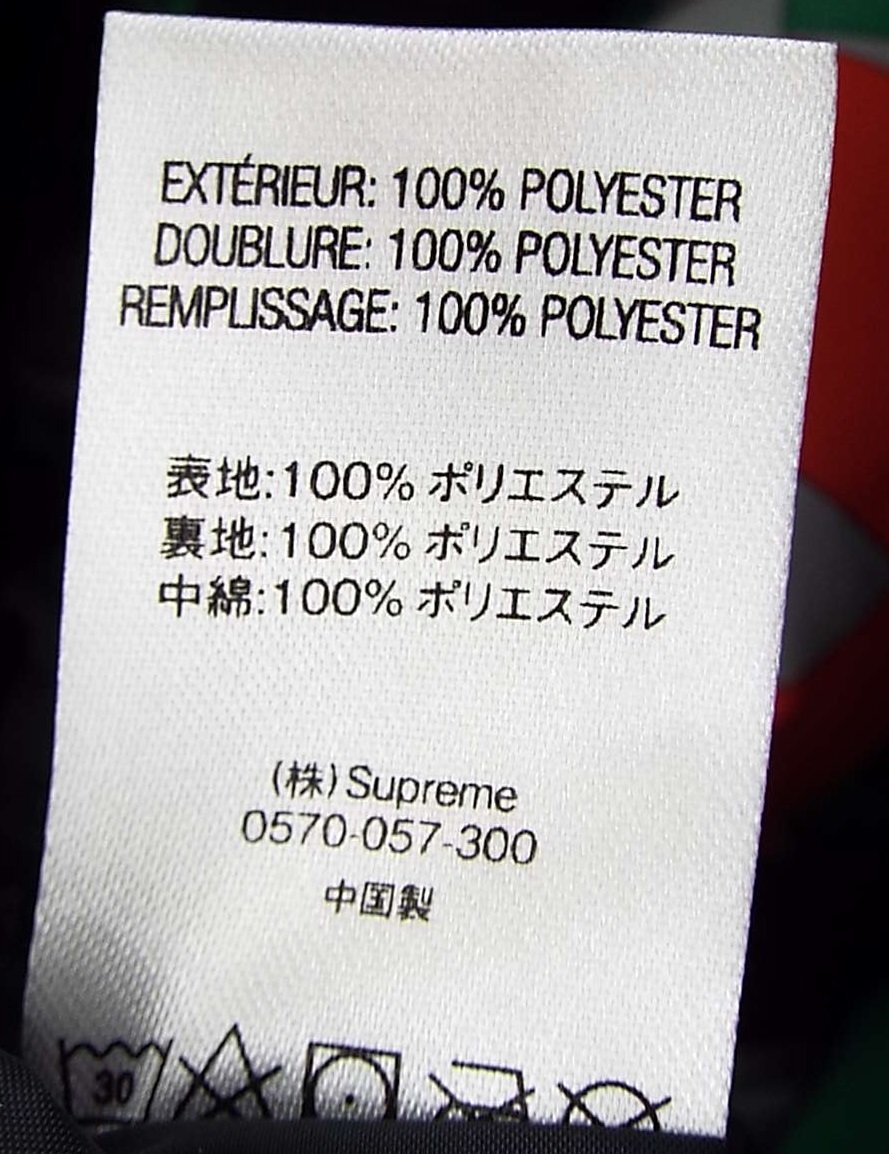 EXTÉRIEUR: 100% POLYESTER
DOUBLURE: 100% POLYESTER
REMPLISSAGE: 100% POLYESTER
表地:100% ポリエステル
裏地:100% ポリエステル
中綿:100% ポリエステル
(株)Supreme
0570-057-300
中国製
30